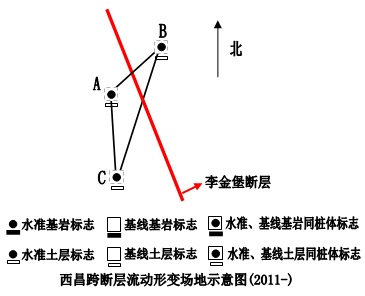 B
北
A
C
李金堡断层
水准基岩标志 基线基岩标志 水准、基线基岩同桩体标志
水准土层标志 基线土层标志 水准、基线土层同桩体标志
西昌跨断层流动形变场地示意图(2011-)